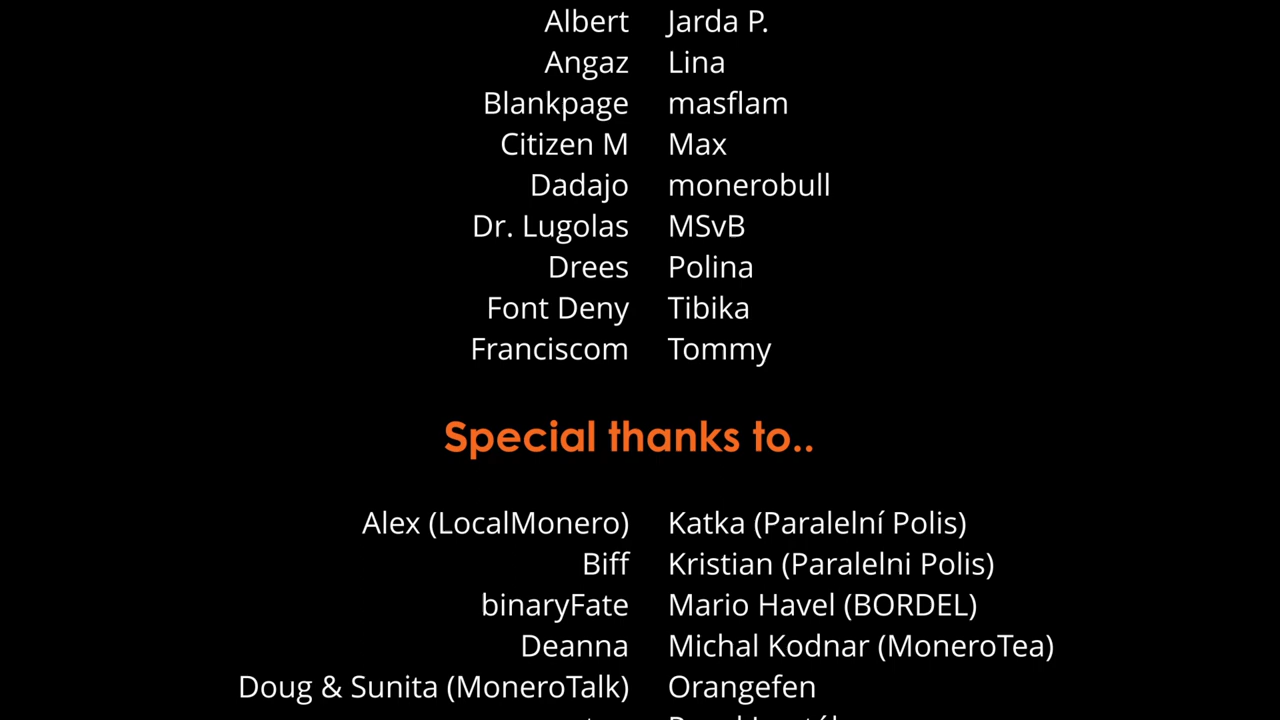 Albert Jarda P.
Angaz Lina
Blankpage masflam
Citizen M Max
Dadajo monerobull
Dr. Lugolas MSvB
Drees Polina
Font Deny Tibika
Franciscom Tommy
Special thanks to..
Alex (LocalMonero) Katka (Paralelní Polis)
Biff Kristian (Paralelni Polis)
binaryFate Mario Havel (BORDEL)
Deanna Michal Kodnar (MoneroTea)
Doug & Sunita (MoneroTalk) Orangefen